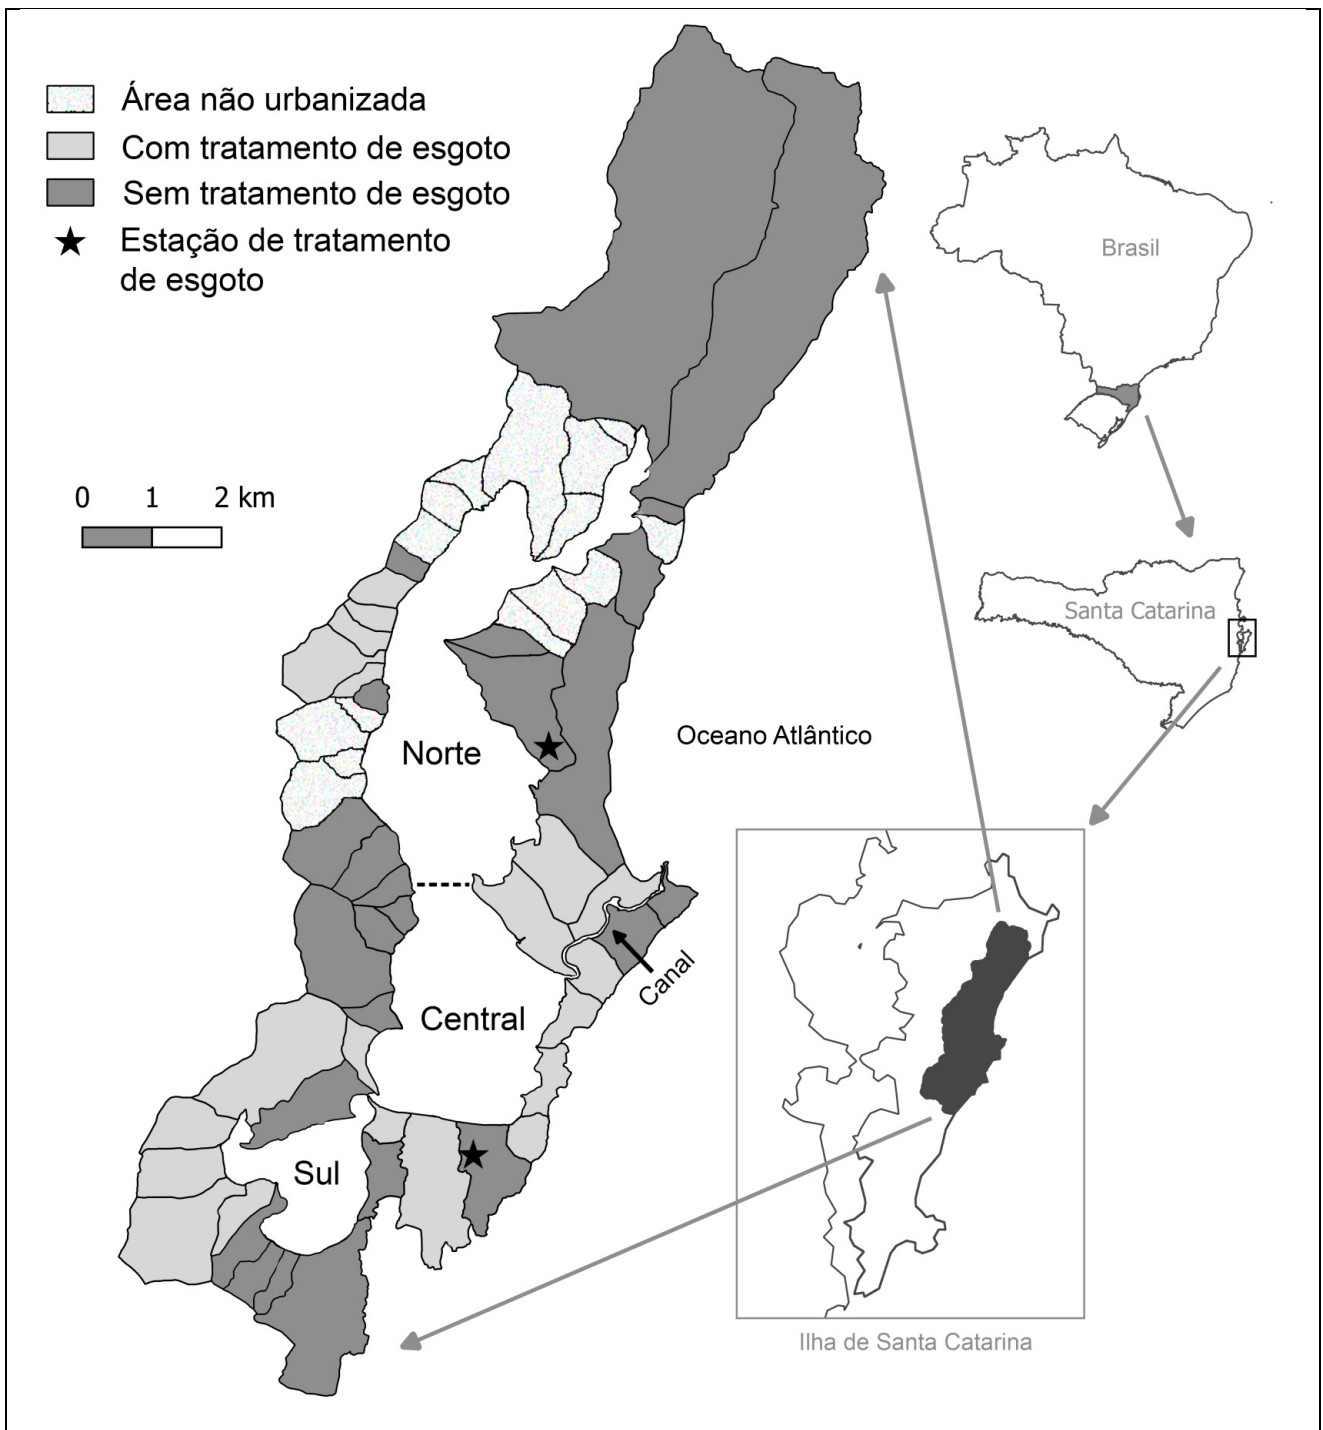 Área não urbanizada
Com tratamento de esgoto
Sem tratamento de esgoto
Estação de tratamento
de esgoto
Brasil
0 1 2 km
Santa Catarina
Norte
Oceano Atlântico
Canal
Central
Sul
Ilha de Santa Catarina